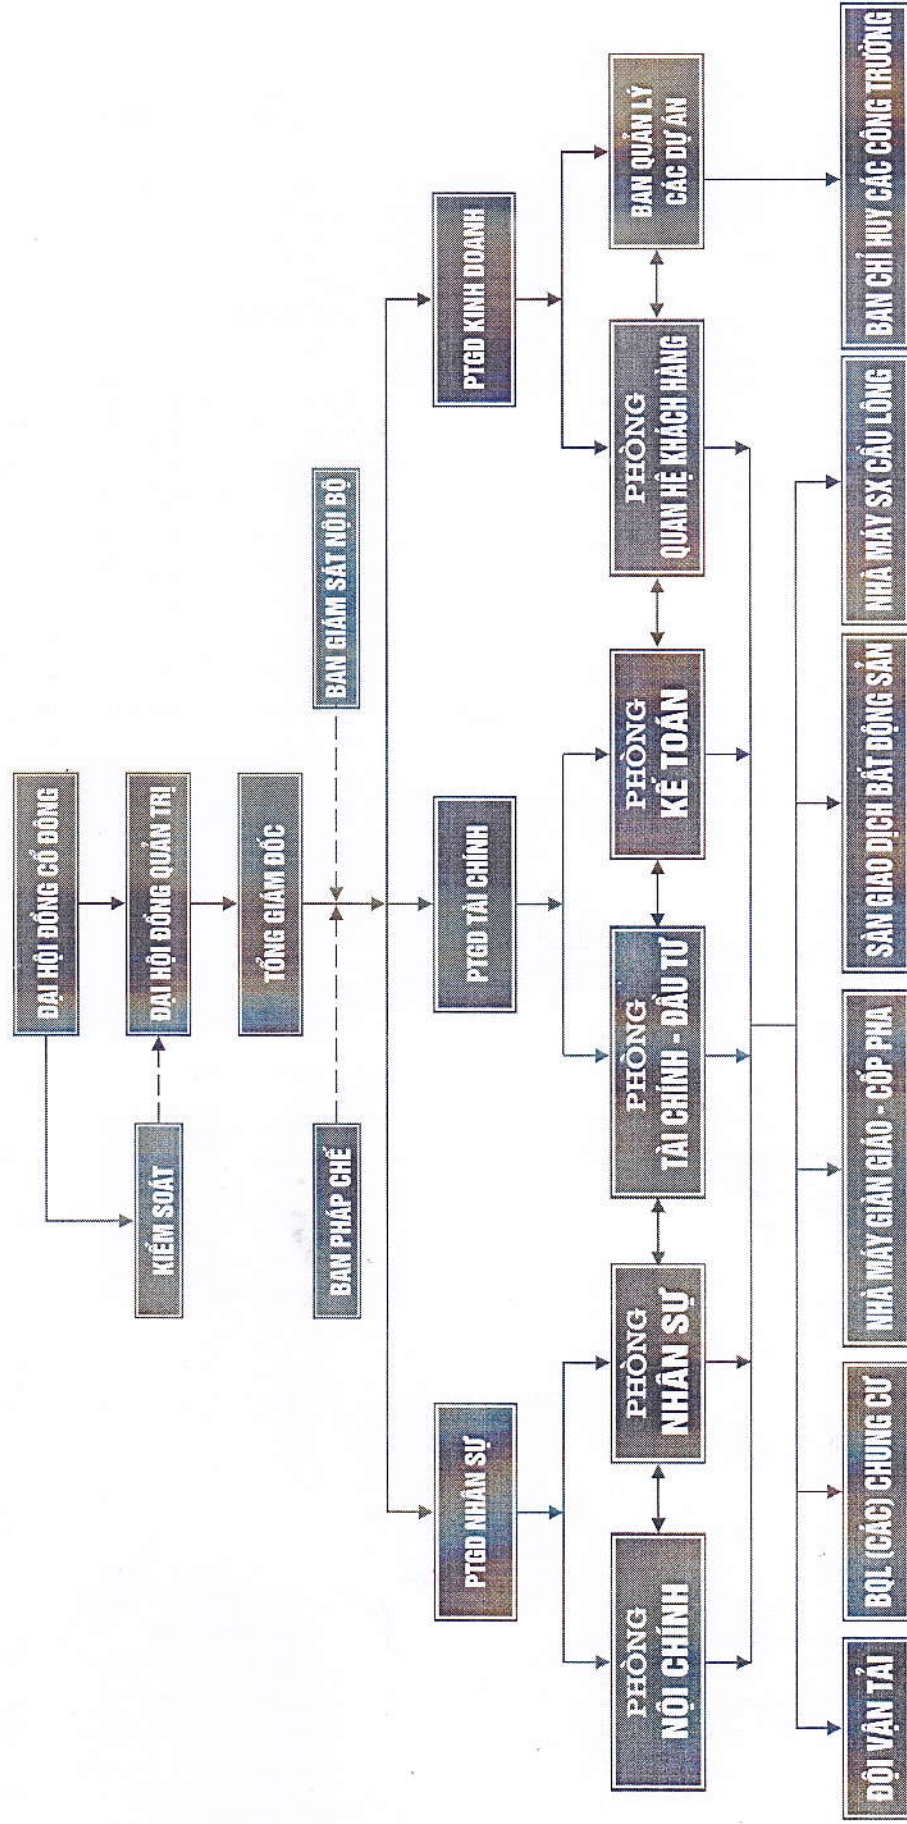 ĐẠI HỘI ĐỒNG CỔ ĐÔNG
KIỂM SOÁT
ĐẠI HỘI ĐỒNG QUẢN TRỊ
TỔNG GIÁM ĐỐC
BAN PHÁP CHẾ
BAN GIÁM SÁT NỘI BỘ
PTGD NHÂN SỰ
PTGD TÀI CHÍNH
PTGD KINH DOANH
PHÒNG
NỘI CHÍNH
PHÒNG
NHÂN SỰ
PHÒNG
TÀI CHÍNH - ĐẦU TƯ
PHÒNG
KẾ TOÁN
PHÒNG
QUAN HỆ KHÁCH HÀNG
BAN QUẢN LÝ
CÁC DỰ ÁN
ĐỘI VẬN TẢI
BQL (CÁC) CHUNG CƯ
NHÀ MÁY GIÀN GIÁO - CỐP PHA
SÀN GIAO DỊCH BẤT ĐỘNG SẢN
NHÀ MÁY SX CẦU LÔNG
BAN CHỈ HUY CÁC CÔNG TRƯỜNG